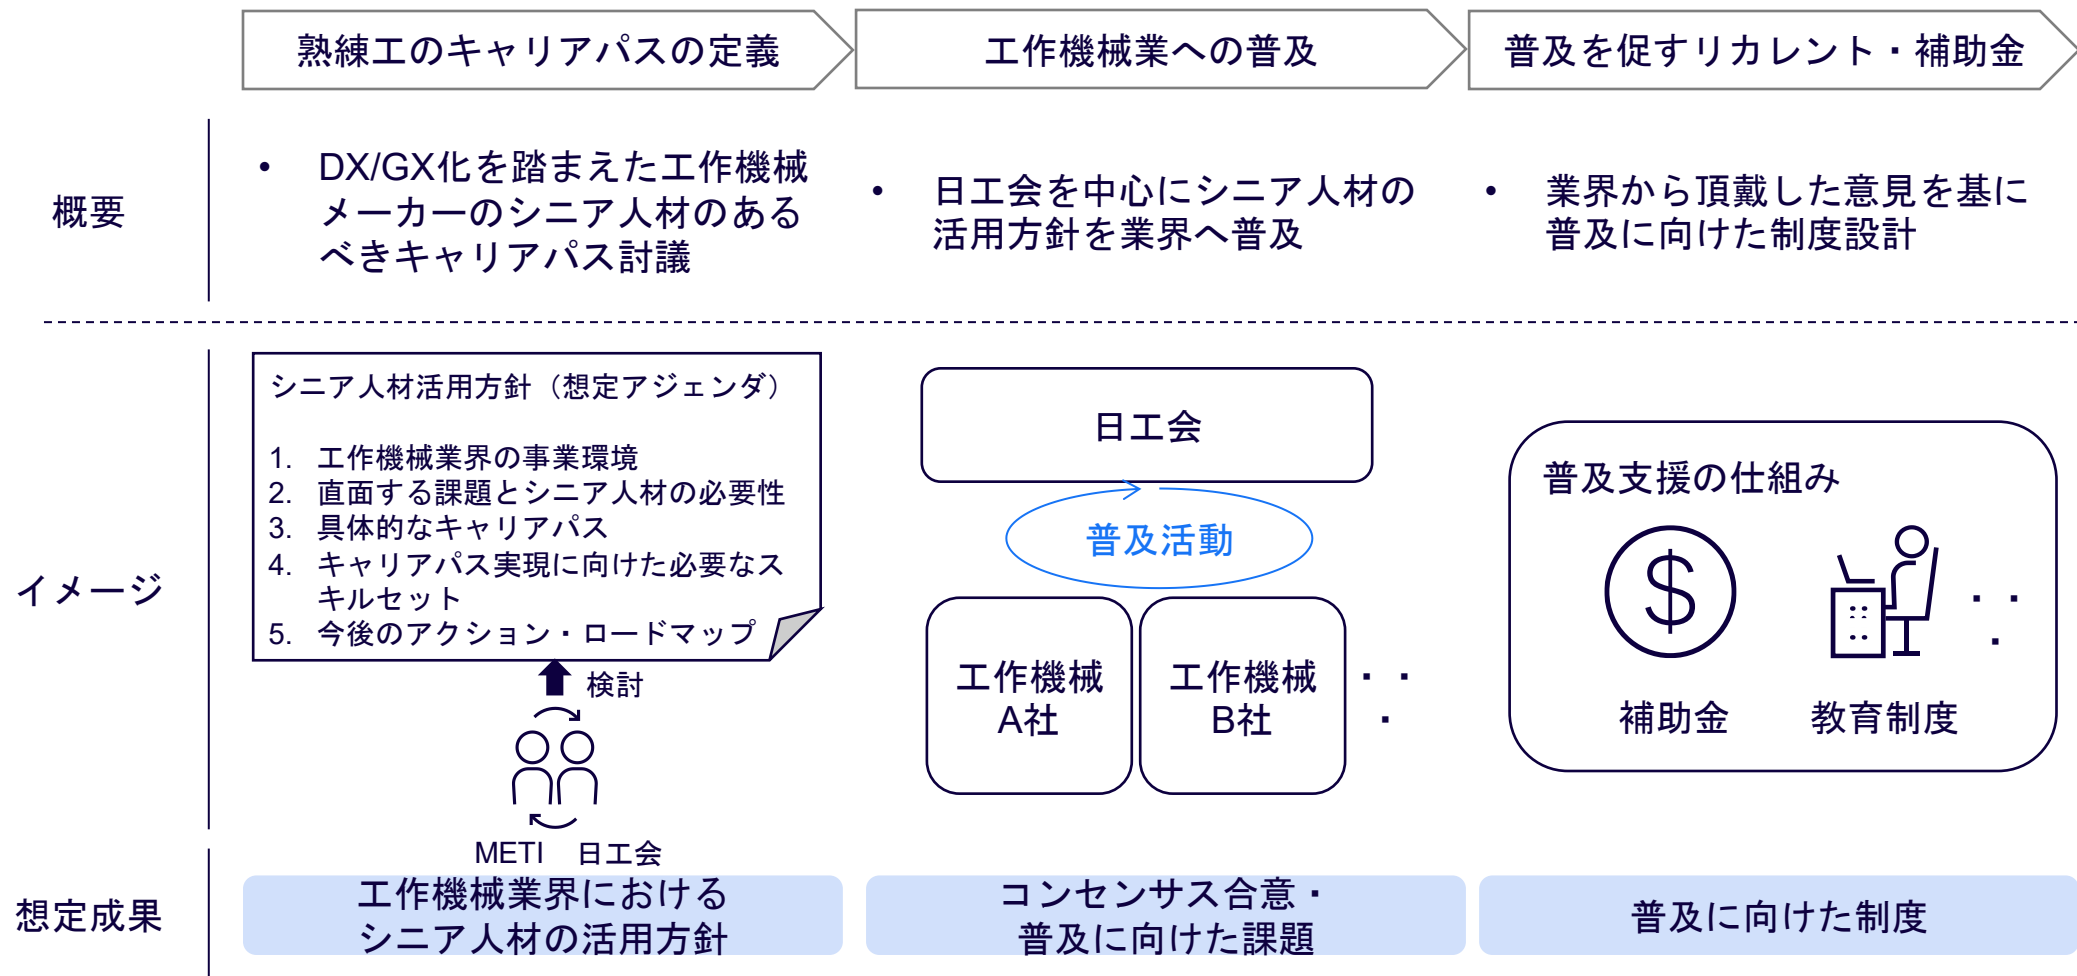 熟練工のキャリアパスの定義
工作機械業への普及
普及を促すリカレント・補助金
概要
• DX/GX化を踏まえた工作機械
メーカーのシニア人材のある
べきキャリアパス討議
• 日工会を中心にシニア人材の
活用方針を業界へ普及
• 業界から頂戴した意見を基に
普及に向けた制度設計
イメージ
シニア人材活用方針（想定アジェンダ）
1. 工作機械業界の事業環境
2. 直面する課題とシニア人材の必要性
3. 具体的なキャリアパス
4. キャリアパス実現に向けた必要なス
キルセット
5. 今後のアクション・ロードマップ
検討
METI 日工会
日工会
普及活動
工作機械
A社
工作機械
B社
・・
・
普及支援の仕組み
$
補助金
教育制度
・・
・
想定成果
工作機械業界における
シニア人材の活用方針
コンセンサス合意・
普及に向けた課題
普及に向けた制度